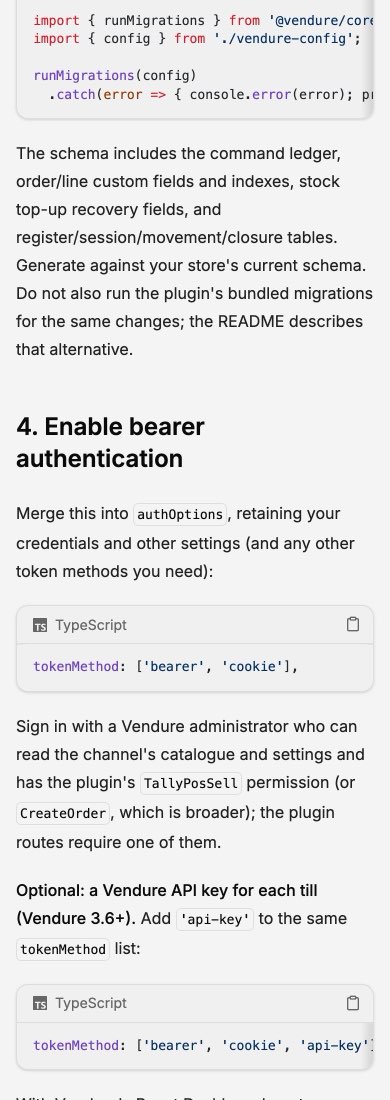 import { runMigrations } from '@vendure/core
import { config } from './vendure-config';
runMigrations(config)
.catch(error => { console.error(error); pr
The schema includes the command ledger,
order/line custom fields and indexes, stock
top-up recovery fields, and
register/session/movement/closure tables.
Generate against your store's current schema.
Do not also run the plugin's bundled migrations
for the same changes; the README describes
that alternative.
4. Enable bearer
authentication
Merge this into authOptions, retaining your
credentials and other settings (and any other
token methods you need):
TS TypeScript
tokenMethod: ['bearer', 'cookie'],
Sign in with a Vendure administrator who can
read the channel's catalogue and settings and
has the plugin's TallyPosSell permission (or
CreateOrder, which is broader); the plugin
routes require one of them.
Optional: a Vendure API key for each till
(Vendure 3.6+). Add 'api-key' to the same
tokenMethod list:
TS TypeScript
tokenMethod: ['bearer', 'cookie', 'api-key']